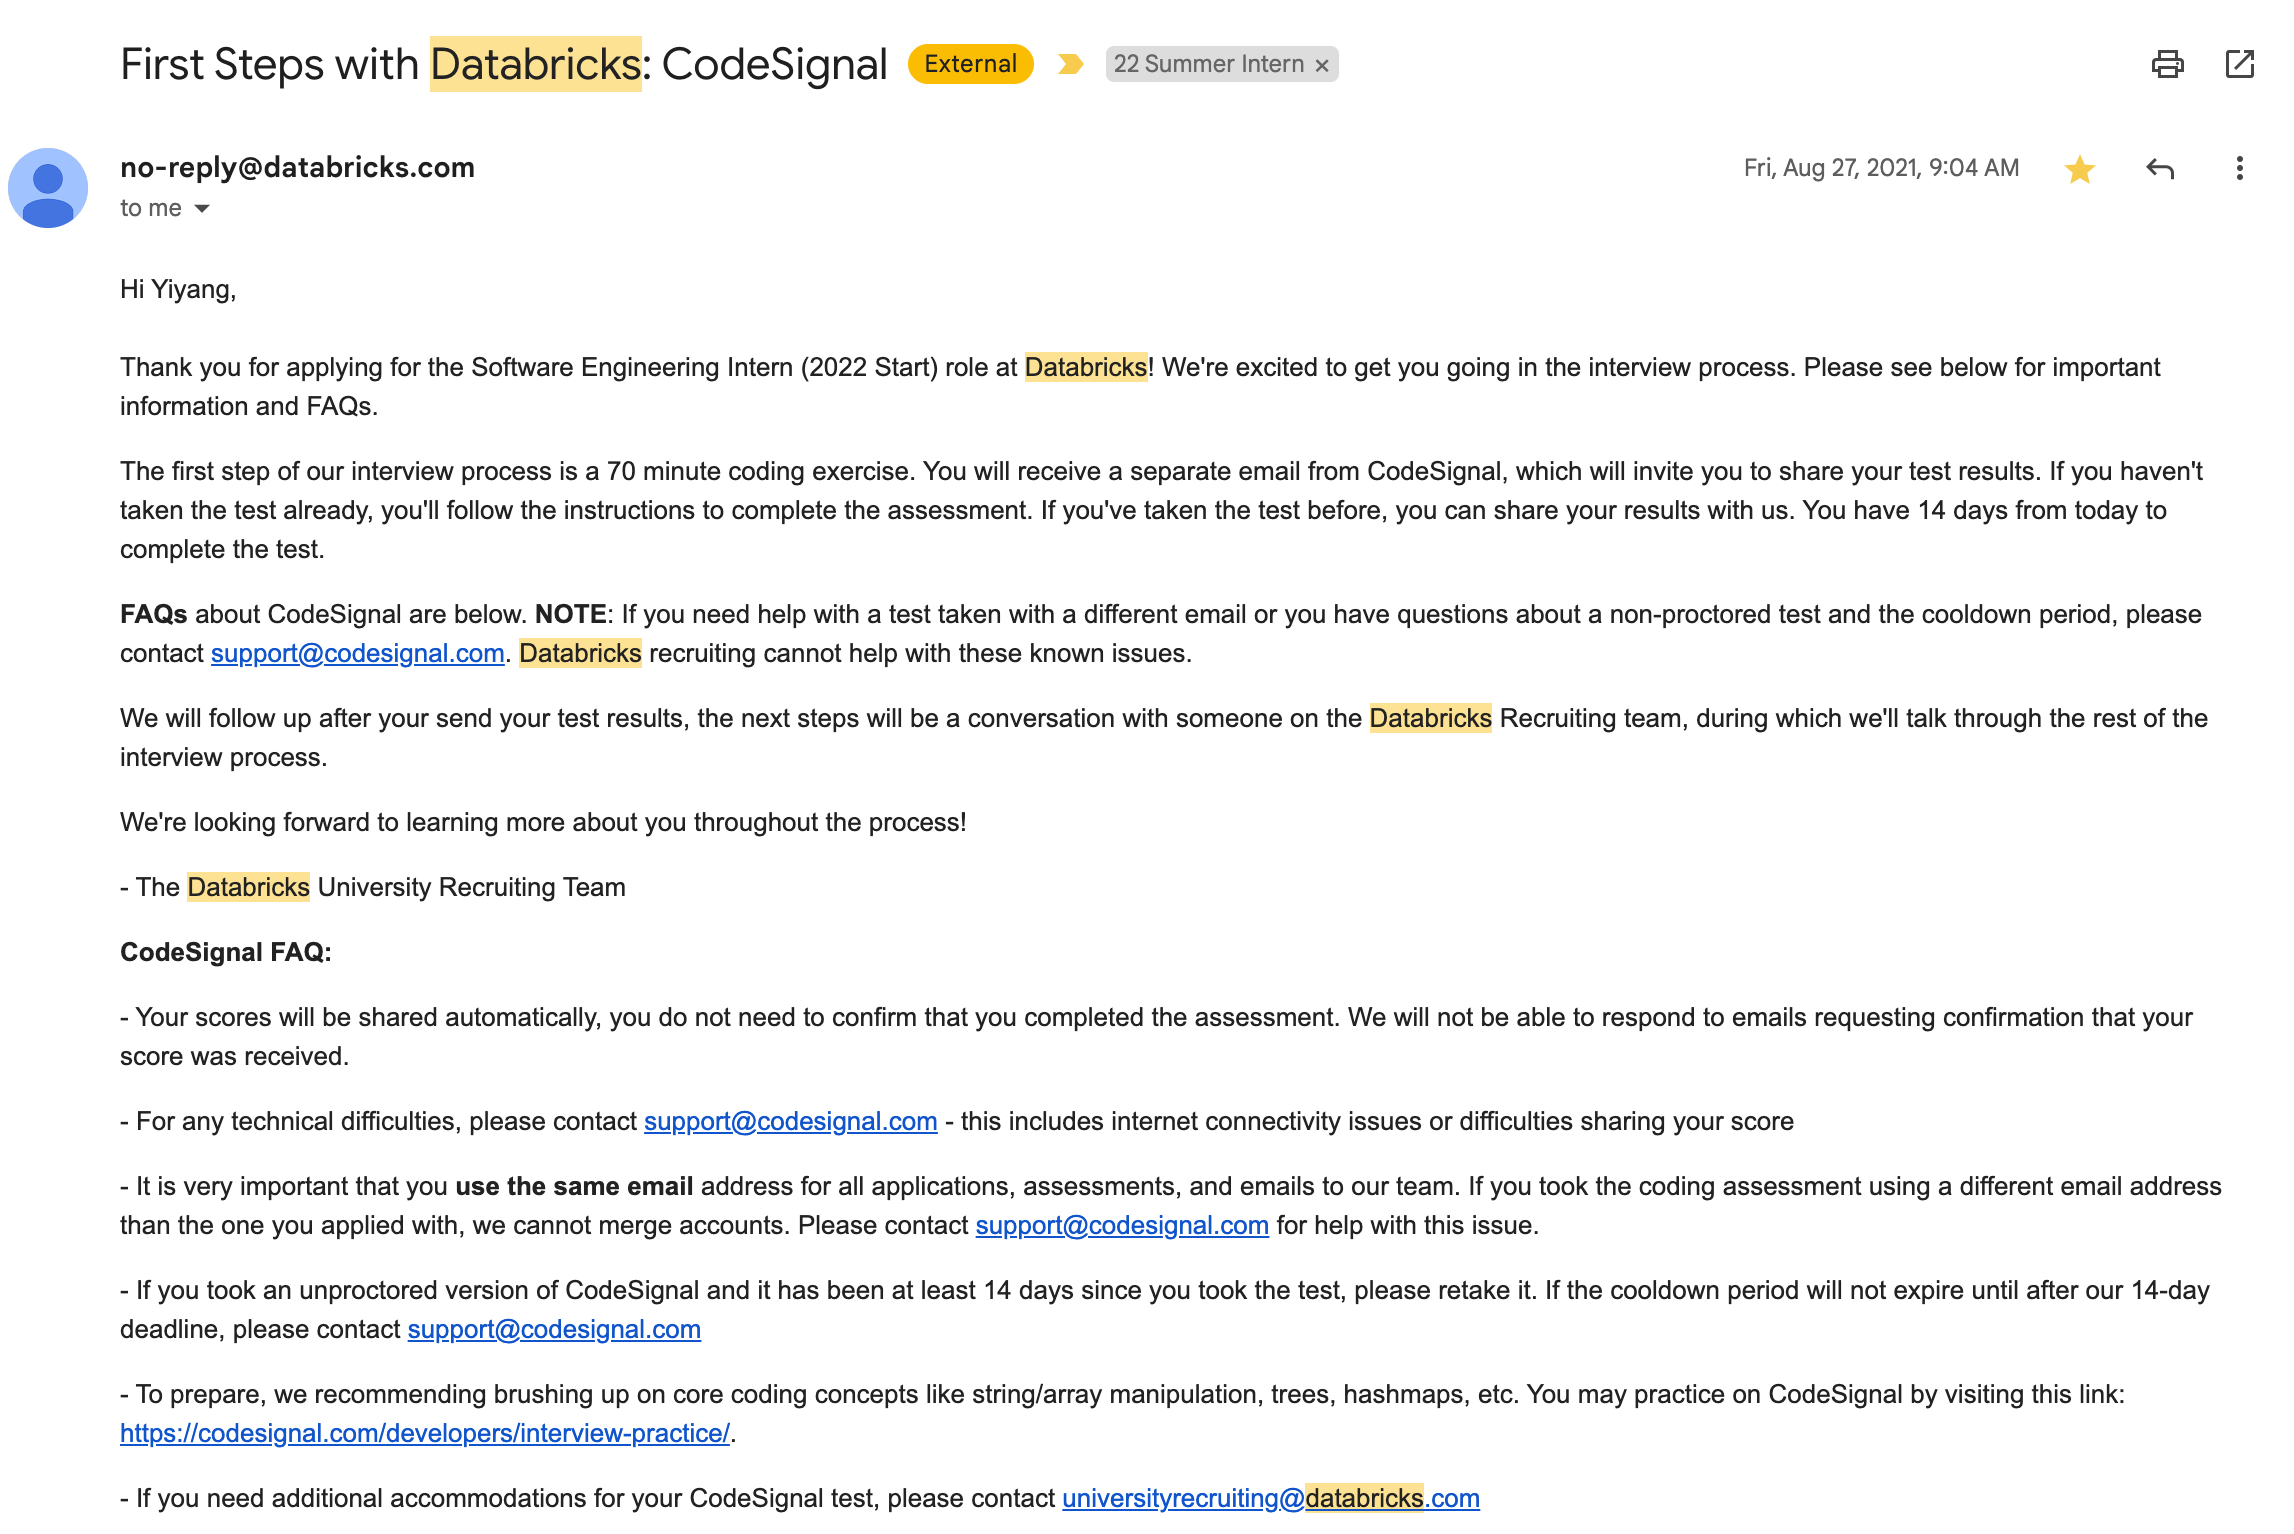 First Steps with Databricks: CodeSignal External 22 Summer Intern ×
no-reply@databricks.com Fri, Aug 27, 2021, 9:04 AM
to me
Hi Yiyang,
Thank you for applying for the Software Engineering Intern (2022 Start) role at Databricks! We're excited to get you going in the interview process. Please see below for important
information and FAQs.
The first step of our interview process is a 70 minute coding exercise. You will receive a separate email from CodeSignal, which will invite you to share your test results. If you haven't
taken the test already, you'll follow the instructions to complete the assessment. If you've taken the test before, you can share your results with us. You have 14 days from today to
complete the test.
FAQs about CodeSignal are below. NOTE: If you need help with a test taken with a different email or you have questions about a non-proctored test and the cooldown period, please
contact support@codesignal.com. Databricks recruiting cannot help with these known issues.
We will follow up after your send your test results, the next steps will be a conversation with someone on the Databricks Recruiting team, during which we'll talk through the rest of the
interview process.
We're looking forward to learning more about you throughout the process!
- The Databricks University Recruiting Team
CodeSignal FAQ:
- Your scores will be shared automatically, you do not need to confirm that you completed the assessment. We will not be able to respond to emails requesting confirmation that your
score was received.
- For any technical difficulties, please contact support@codesignal.com - this includes internet connectivity issues or difficulties sharing your score
- It is very important that you use the same email address for all applications, assessments, and emails to our team. If you took the coding assessment using a different email address
than the one you applied with, we cannot merge accounts. Please contact support@codesignal.com for help with this issue.
- If you took an unproctored version of CodeSignal and it has been at least 14 days since you took the test, please retake it. If the cooldown period will not expire until after our 14-day
deadline, please contact support@codesignal.com
- To prepare, we recommending brushing up on core coding concepts like string/array manipulation, trees, hashmaps, etc. You may practice on CodeSignal by visiting this link:
https://codesignal.com/developers/interview-practice/.
- If you need additional accommodations for your CodeSignal test, please contact universityrecruiting@databricks.com